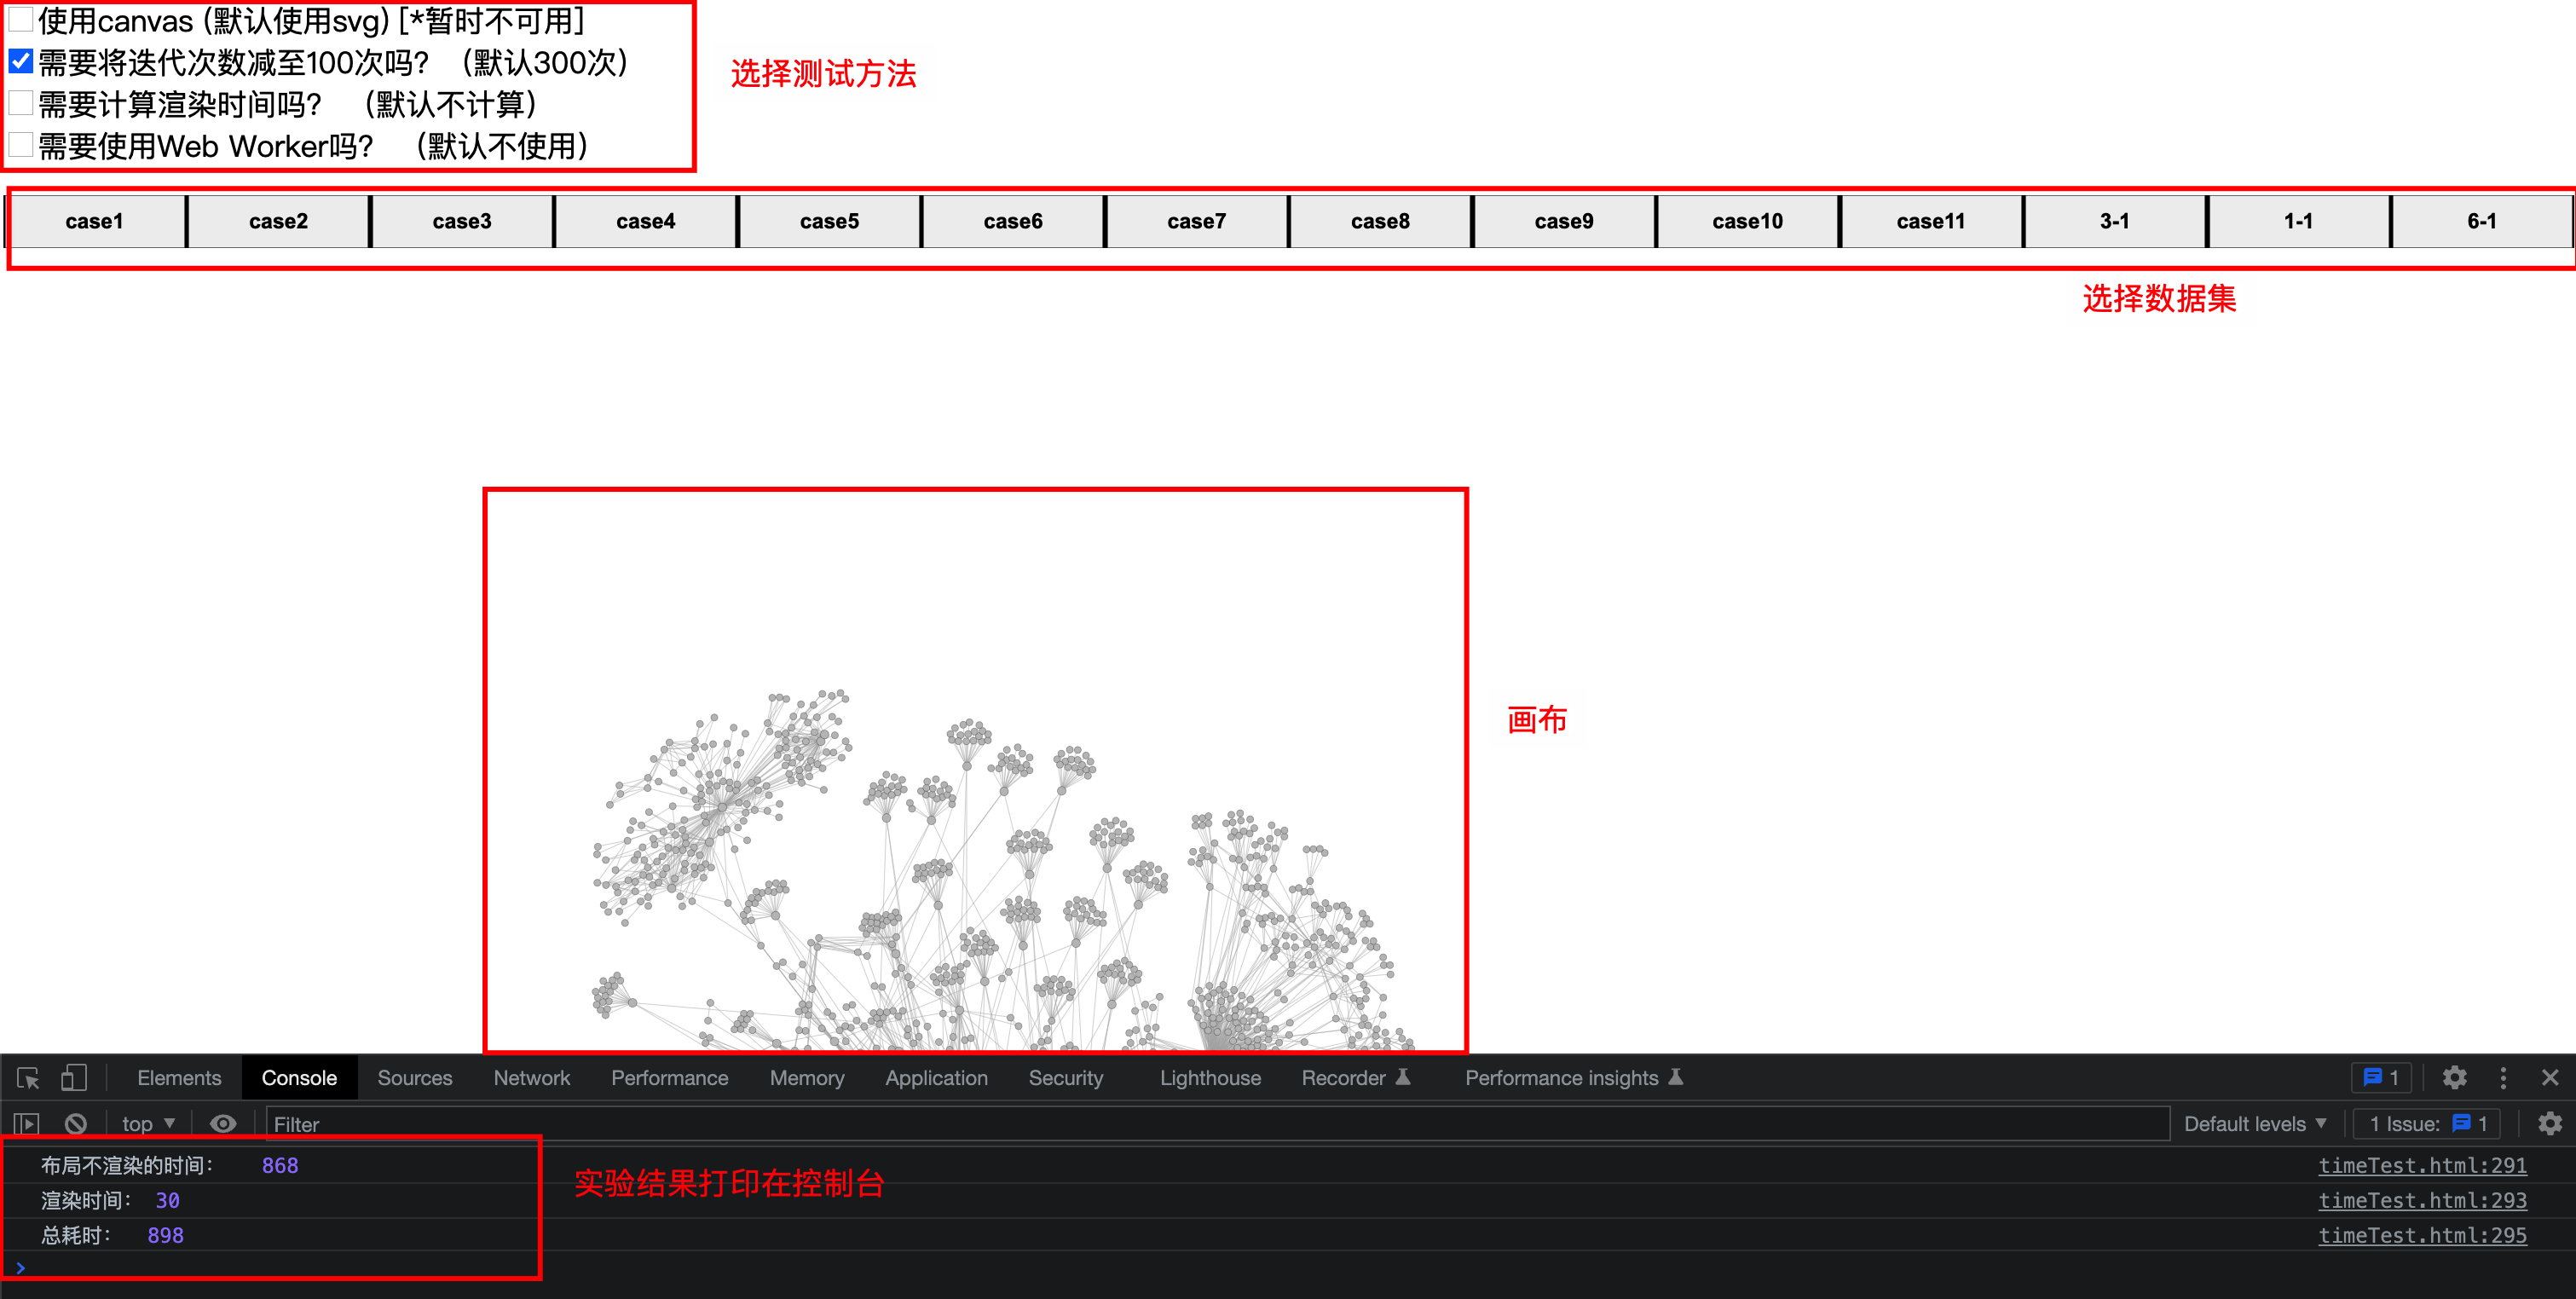 使用canvas (默认使用svg) [*暂时不可用]
需要将迭代次数减至100次吗？ （默认300次）
需要计算渲染时间吗？ （默认不计算）
需要使用Web Worker吗？ （默认不使用）
选择测试方法
case1 case2 case3 case4 case5 case6 case7 case8 case9 case10 case11 3-1 1-1 6-1
选择数据集
画布
Elements Console Sources Network Performance Memory Application Security Lighthouse Recorder Performance insights 1
top Filter Default levels 1 Issue: 1
布局不渲染的时间： 868 timeTest.html:291
实验结果打印在控制台
渲染时间： 30 timeTest.html:293
总耗时： 898 timeTest.html:295